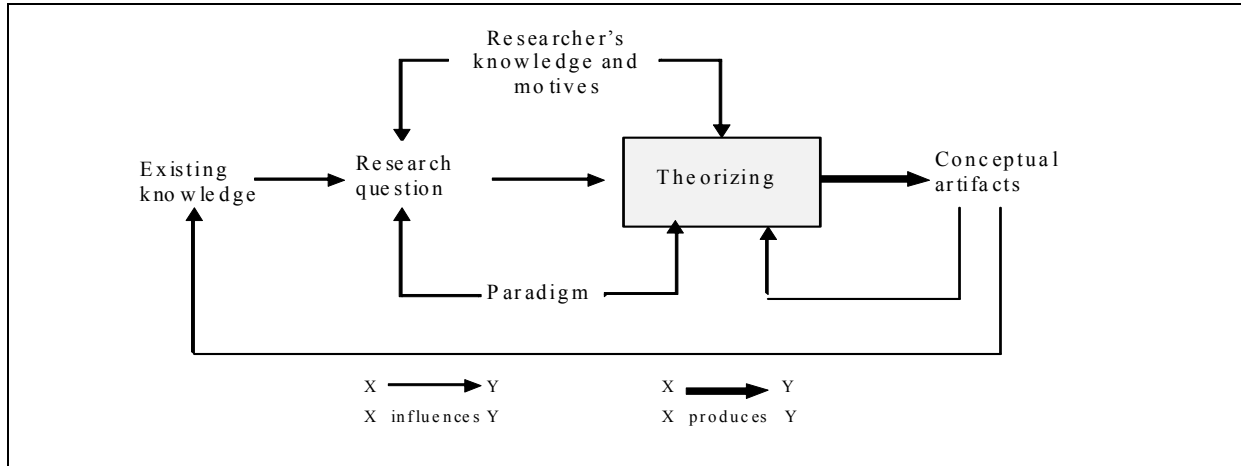 Researcher's
knowledge and
motives
Existing
knowledge
Research
question
Theorizing
Conceptual
artifacts
Paradigm
X Y
X influences Y
X Y
X produces Y